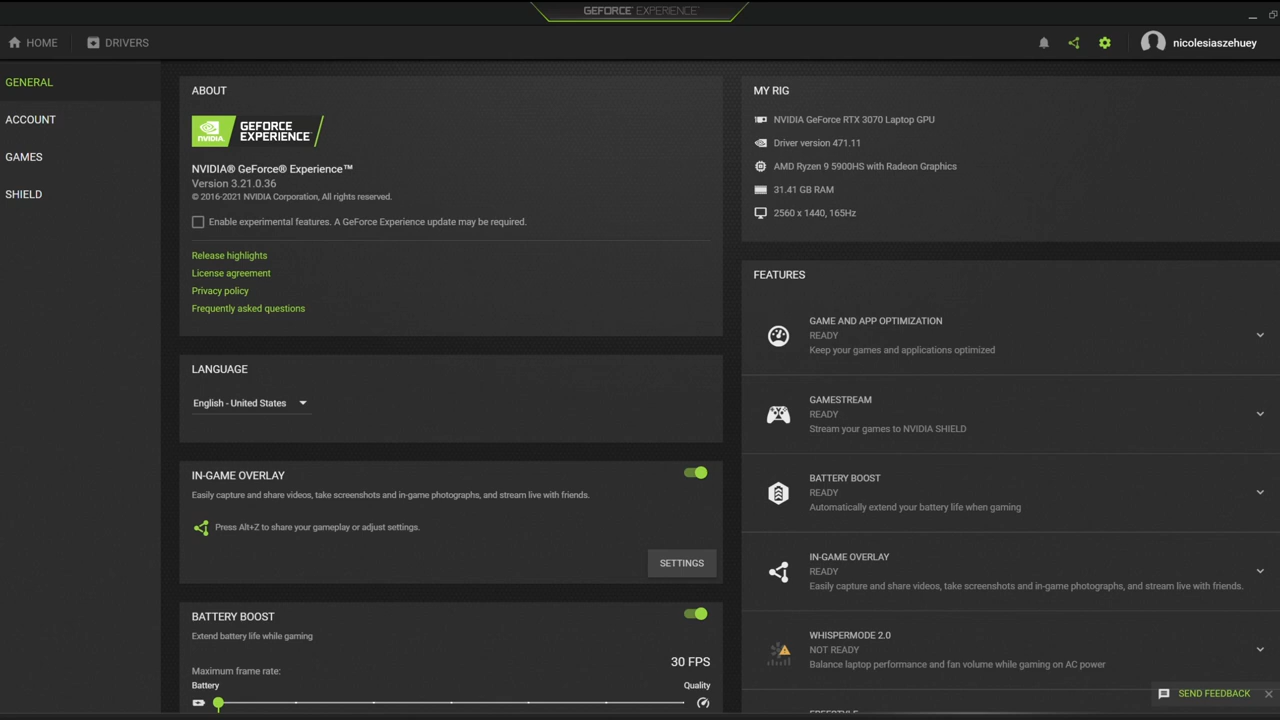 GEFORCE EXPERIENCE
HOME
DRIVERS
nicolesiaszehuey
GENERAL
ACCOUNT
GAMES
SHIELD
ABOUT
NVIDIA
GEFORCE
EXPERIENCE
NVIDIA® GeForce® Experience™
Version 3.21.0.36
© 2016-2021 NVIDIA Corporation, All rights reserved.
Enable experimental features. A GeForce Experience update may be required.
Release highlights
License agreement
Privacy policy
Frequently asked questions
LANGUAGE
English - United States
IN-GAME OVERLAY
Easily capture and share videos, take screenshots and in-game photographs, and stream live with friends.
Press Alt+Z to share your gameplay or adjust settings.
SETTINGS
BATTERY BOOST
Extend battery life while gaming
30 FPS
Maximum frame rate:
Battery
Quality
MY RIG
NVIDIA GeForce RTX 3070 Laptop GPU
Driver version 471.11
AMD Ryzen 9 5900HS with Radeon Graphics
31.41 GB RAM
2560 x 1440, 165Hz
FEATURES
GAME AND APP OPTIMIZATION
READY
Keep your games and applications optimized
GAMESTREAM
READY
Stream your games to NVIDIA SHIELD
BATTERY BOOST
READY
Automatically extend your battery life when gaming
IN-GAME OVERLAY
READY
Easily capture and share videos, take screenshots and in-game photographs, and stream live with friends.
WHISPERMODE 2.0
NOT READY
Balance laptop performance and fan volume while gaming on AC power
SEND FEEDBACK